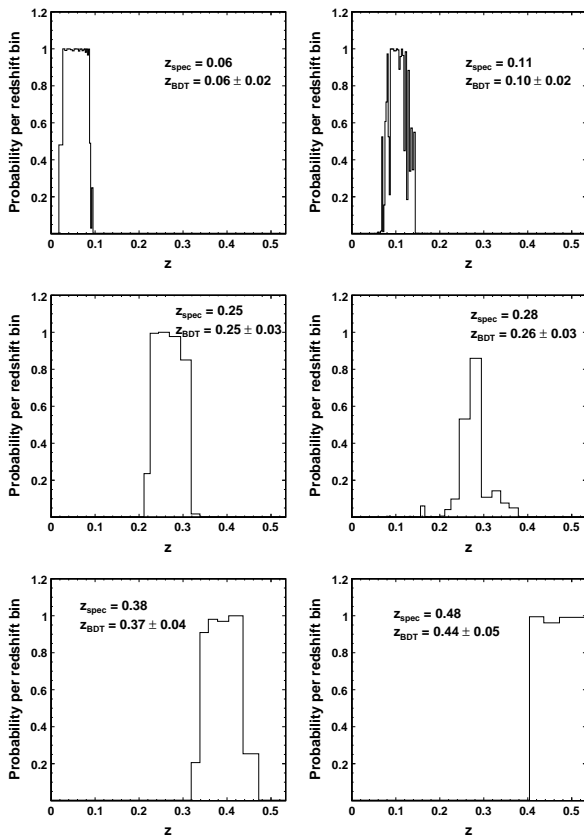 Probability per redshift bin
1.2
1
0.8
0.6
0.4
0.2
z_spec = 0.06
z_BDT = 0.06 ± 0.02
0 0.1 0.2 0.3 0.4 0.5
z
Probability per redshift bin
1.2
1
0.8
0.6
0.4
0.2
z_spec = 0.11
z_BDT = 0.10 ± 0.02
0 0.1 0.2 0.3 0.4 0.5
z
Probability per redshift bin
1.2
1
0.8
0.6
0.4
0.2
z_spec = 0.25
z_BDT = 0.25 ± 0.03
0 0.1 0.2 0.3 0.4 0.5
z
Probability per redshift bin
1.2
1
0.8
0.6
0.4
0.2
z_spec = 0.28
z_BDT = 0.26 ± 0.03
0 0.1 0.2 0.3 0.4 0.5
z
Probability per redshift bin
1.2
1
0.8
0.6
0.4
0.2
z_spec = 0.38
z_BDT = 0.37 ± 0.04
0 0.1 0.2 0.3 0.4 0.5
z
Probability per redshift bin
1.2
1
0.8
0.6
0.4
0.2
z_spec = 0.48
z_BDT = 0.44 ± 0.05
0 0.1 0.2 0.3 0.4 0.5
z